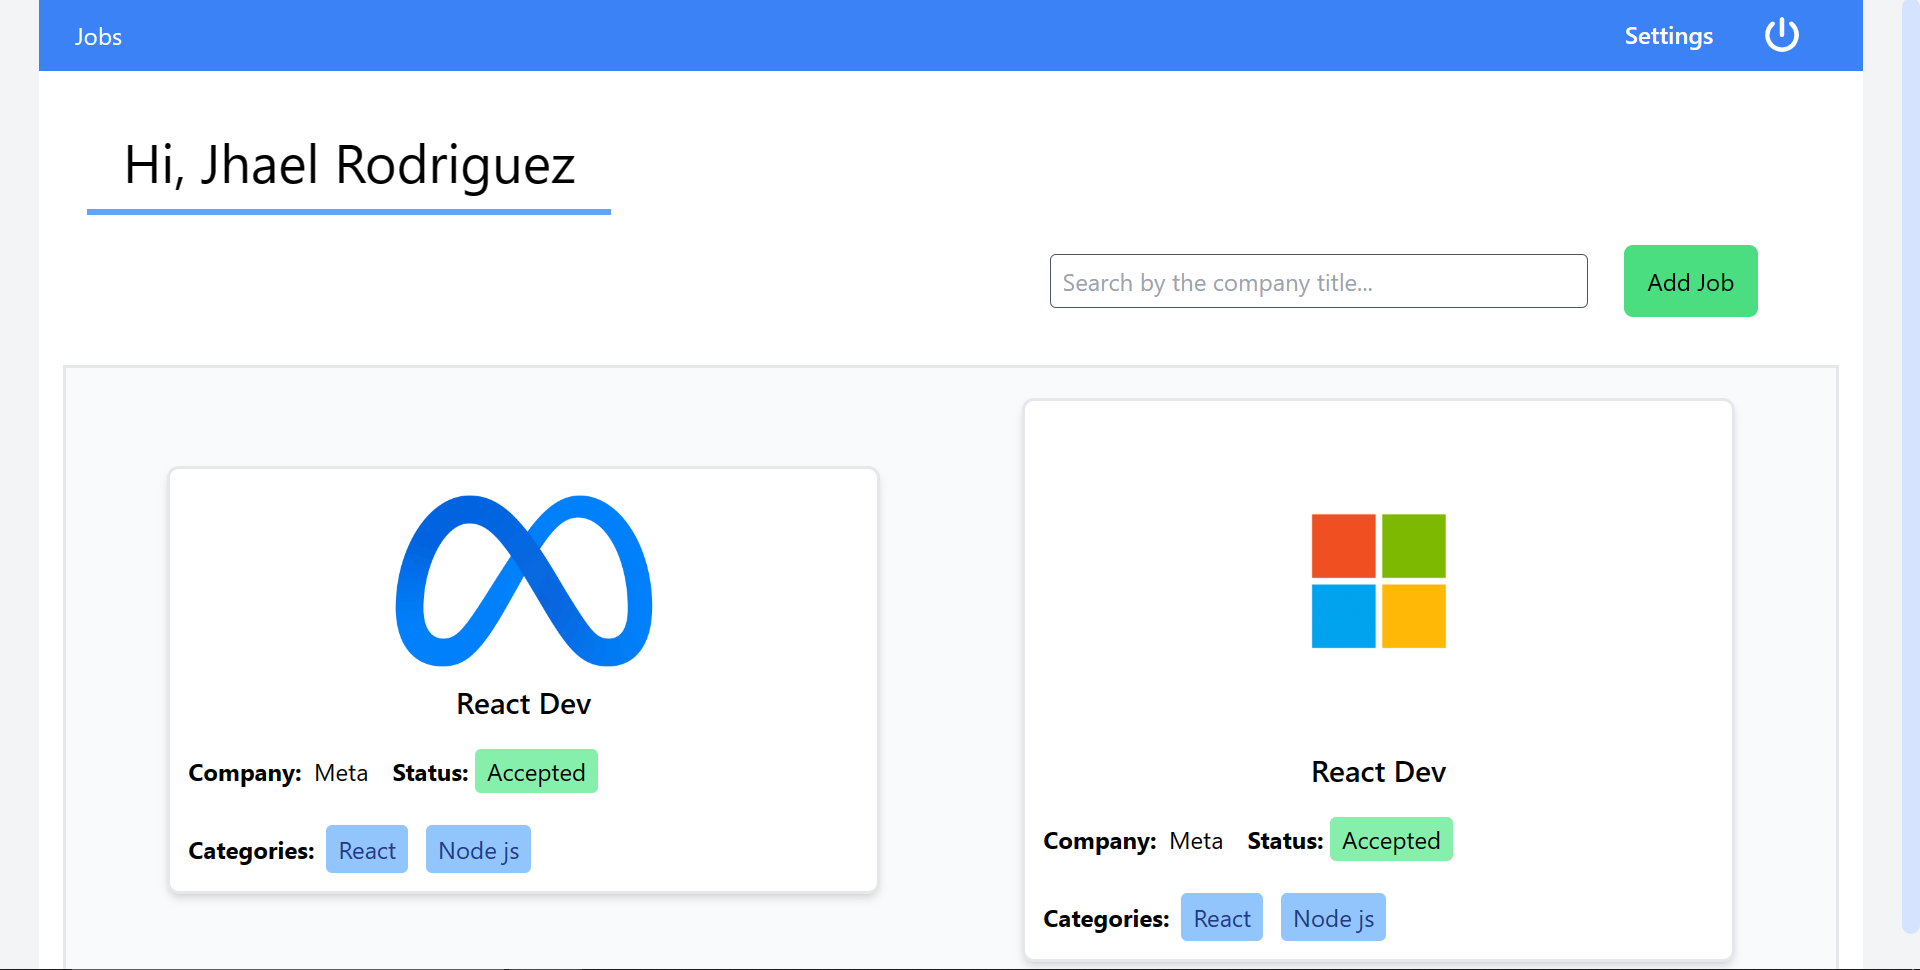 Jobs
Settings
Hi, Jhael Rodriguez
Search by the company title...
Add Job
React Dev
Company: Meta Status: Accepted
Categories: React Node js
React Dev
Company: Meta Status: Accepted
Categories: React Node js